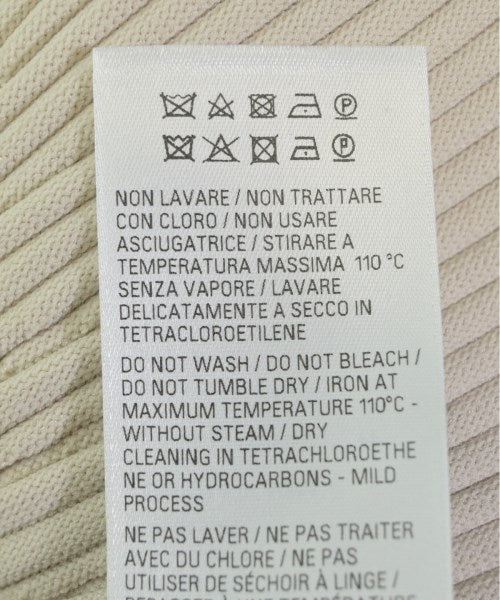 P
P
NON LAVARE / NON TRATTARE
CON CLORO / NON USARE
ASCIUGATRICE / STIRARE A
TEMPERATURA MASSIMA 110 °C
SENZA VAPORE / LAVARE
DELICATAMENTE A SECCO IN
TETRACLOROETILENE
DO NOT WASH / DO NOT BLEACH /
DO NOT TUMBLE DRY / IRON AT
MAXIMUM TEMPERATURE 110°C -
WITHOUT STEAM / DRY
CLEANING IN TETRACHLOROETHE
NE OR HYDROCARBONS - MILD
PROCESS
NE PAS LAVER / NE PAS TRAITER
AVEC DU CHLORE / NE PAS
UTILISER DE SÉCHOIR À LINGE /
REPASSER À UNE TEMPÉRATURE